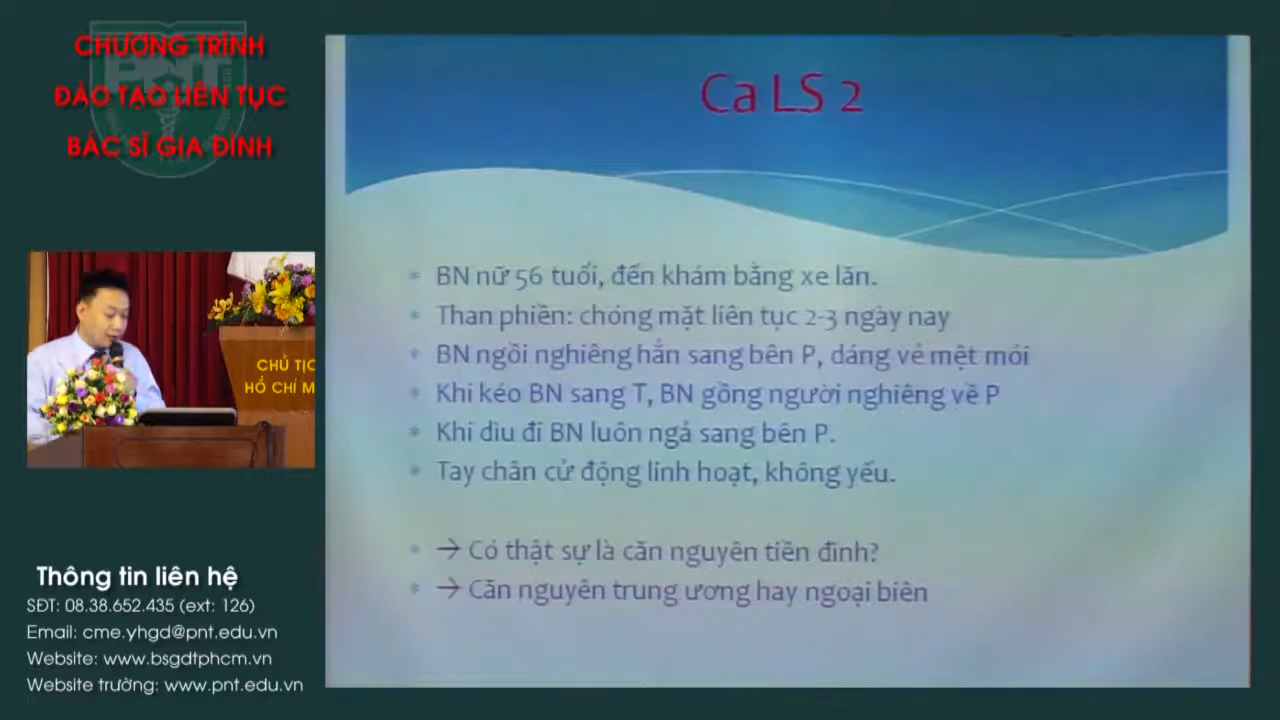 CHƯƠNG TRÌNH
ĐÀO TẠO LIÊN TỤC
BÁC SĨ GIA ĐÌNH
PNT
Ca LS 2
BN nữ 56 tuổi, đến khám bằng xe lăn.
Than phiền: chóng mặt liên tục 2-3 ngày nay
BN ngồi nghiêng hẳn sang bên P, dáng vẻ mệt mỏi
Khi kéo BN sang T, BN gồng người nghiêng về P
Khi dìu đi BN luôn ngả sang bên P.
Tay chân cử động linh hoạt, không yếu.
→ Có thật sự là căn nguyên tiền đình?
→ Căn nguyên trung ương hay ngoại biên
CHỦ TỊC
HỒ CHÍ M
Thông tin liên hệ
SĐT: 08.38.652.435 (ext: 126)
Email: cme.yhgd@pnt.edu.vn
Website: www.bsgdtphcm.vn
Website trường: www.pnt.edu.vn